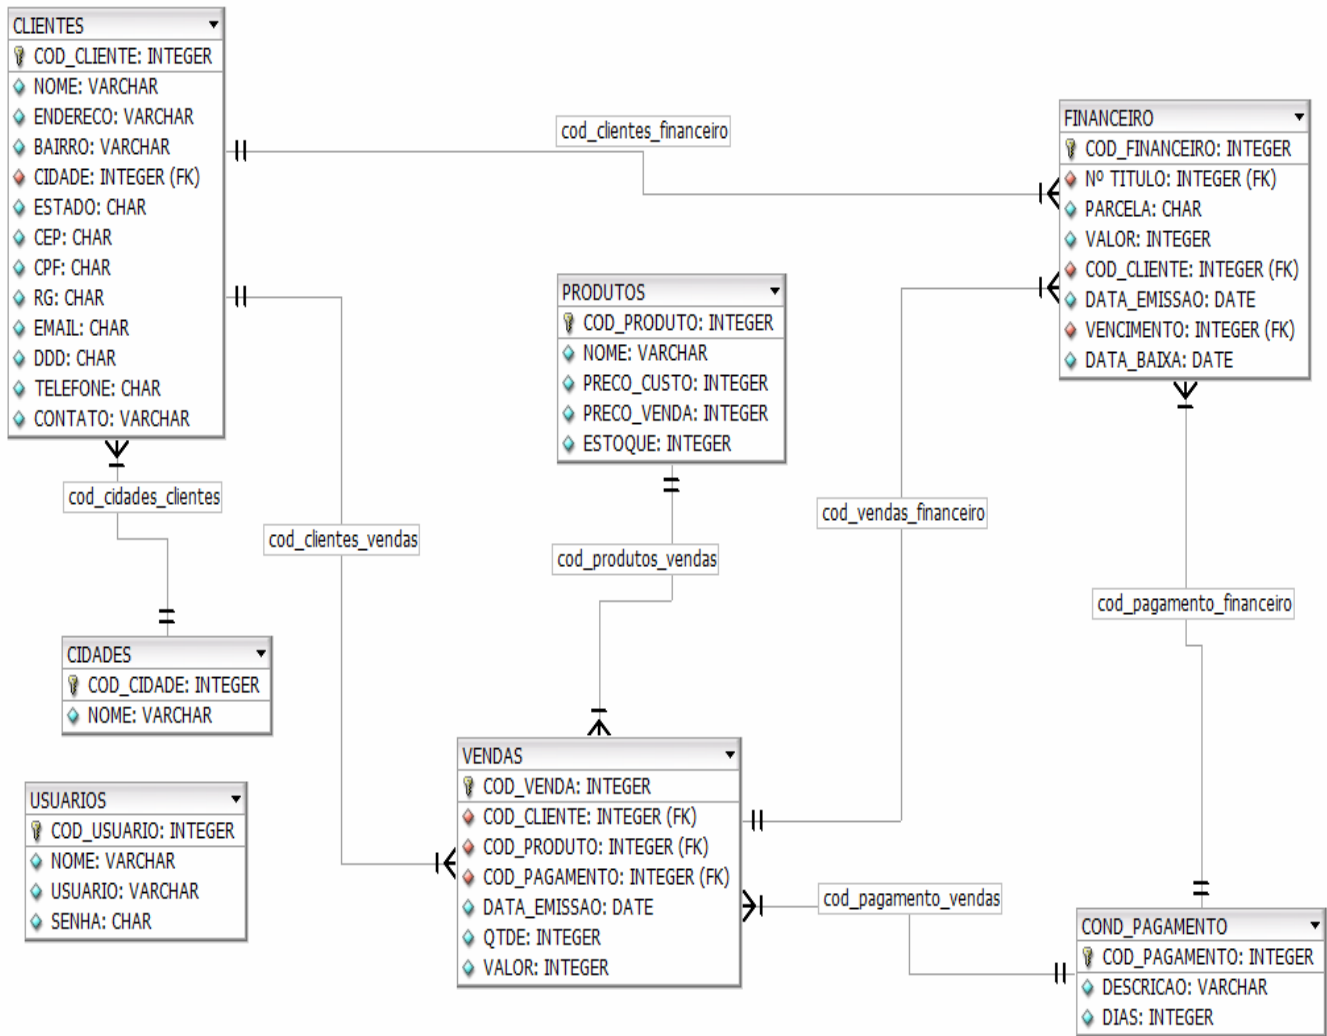 CLIENTES
COD_CLIENTE: INTEGER
NOME: VARCHAR
ENDERECO: VARCHAR
BAIRRO: VARCHAR
CIDADE: INTEGER (FK)
ESTADO: CHAR
CEP: CHAR
CPF: CHAR
RG: CHAR
EMAIL: CHAR
DDD: CHAR
TELEFONE: CHAR
CONTATO: VARCHAR
cod_clientes_financeiro
FINANCEIRO
COD_FINANCEIRO: INTEGER
Nº TITULO: INTEGER (FK)
PARCELA: CHAR
VALOR: INTEGER
COD_CLIENTE: INTEGER (FK)
DATA_EMISSAO: DATE
VENCIMENTO: INTEGER (FK)
DATA_BAIXA: DATE
PRODUTOS
COD_PRODUTO: INTEGER
NOME: VARCHAR
PRECO_CUSTO: INTEGER
PRECO_VENDA: INTEGER
ESTOQUE: INTEGER
cod_cidades_clientes
cod_clientes_vendas
cod_produtos_vendas
cod_vendas_financeiro
cod_pagamento_financeiro
CIDADES
COD_CIDADE: INTEGER
NOME: VARCHAR
USUARIOS
COD_USUARIO: INTEGER
NOME: VARCHAR
USUARIO: VARCHAR
SENHA: CHAR
VENDAS
COD_VENDA: INTEGER
COD_CLIENTE: INTEGER (FK)
COD_PRODUTO: INTEGER (FK)
COD_PAGAMENTO: INTEGER (FK)
DATA_EMISSAO: DATE
QTDE: INTEGER
VALOR: INTEGER
cod_pagamento_vendas
COND_PAGAMENTO
COD_PAGAMENTO: INTEGER
DESCRICAO: VARCHAR
DIAS: INTEGER